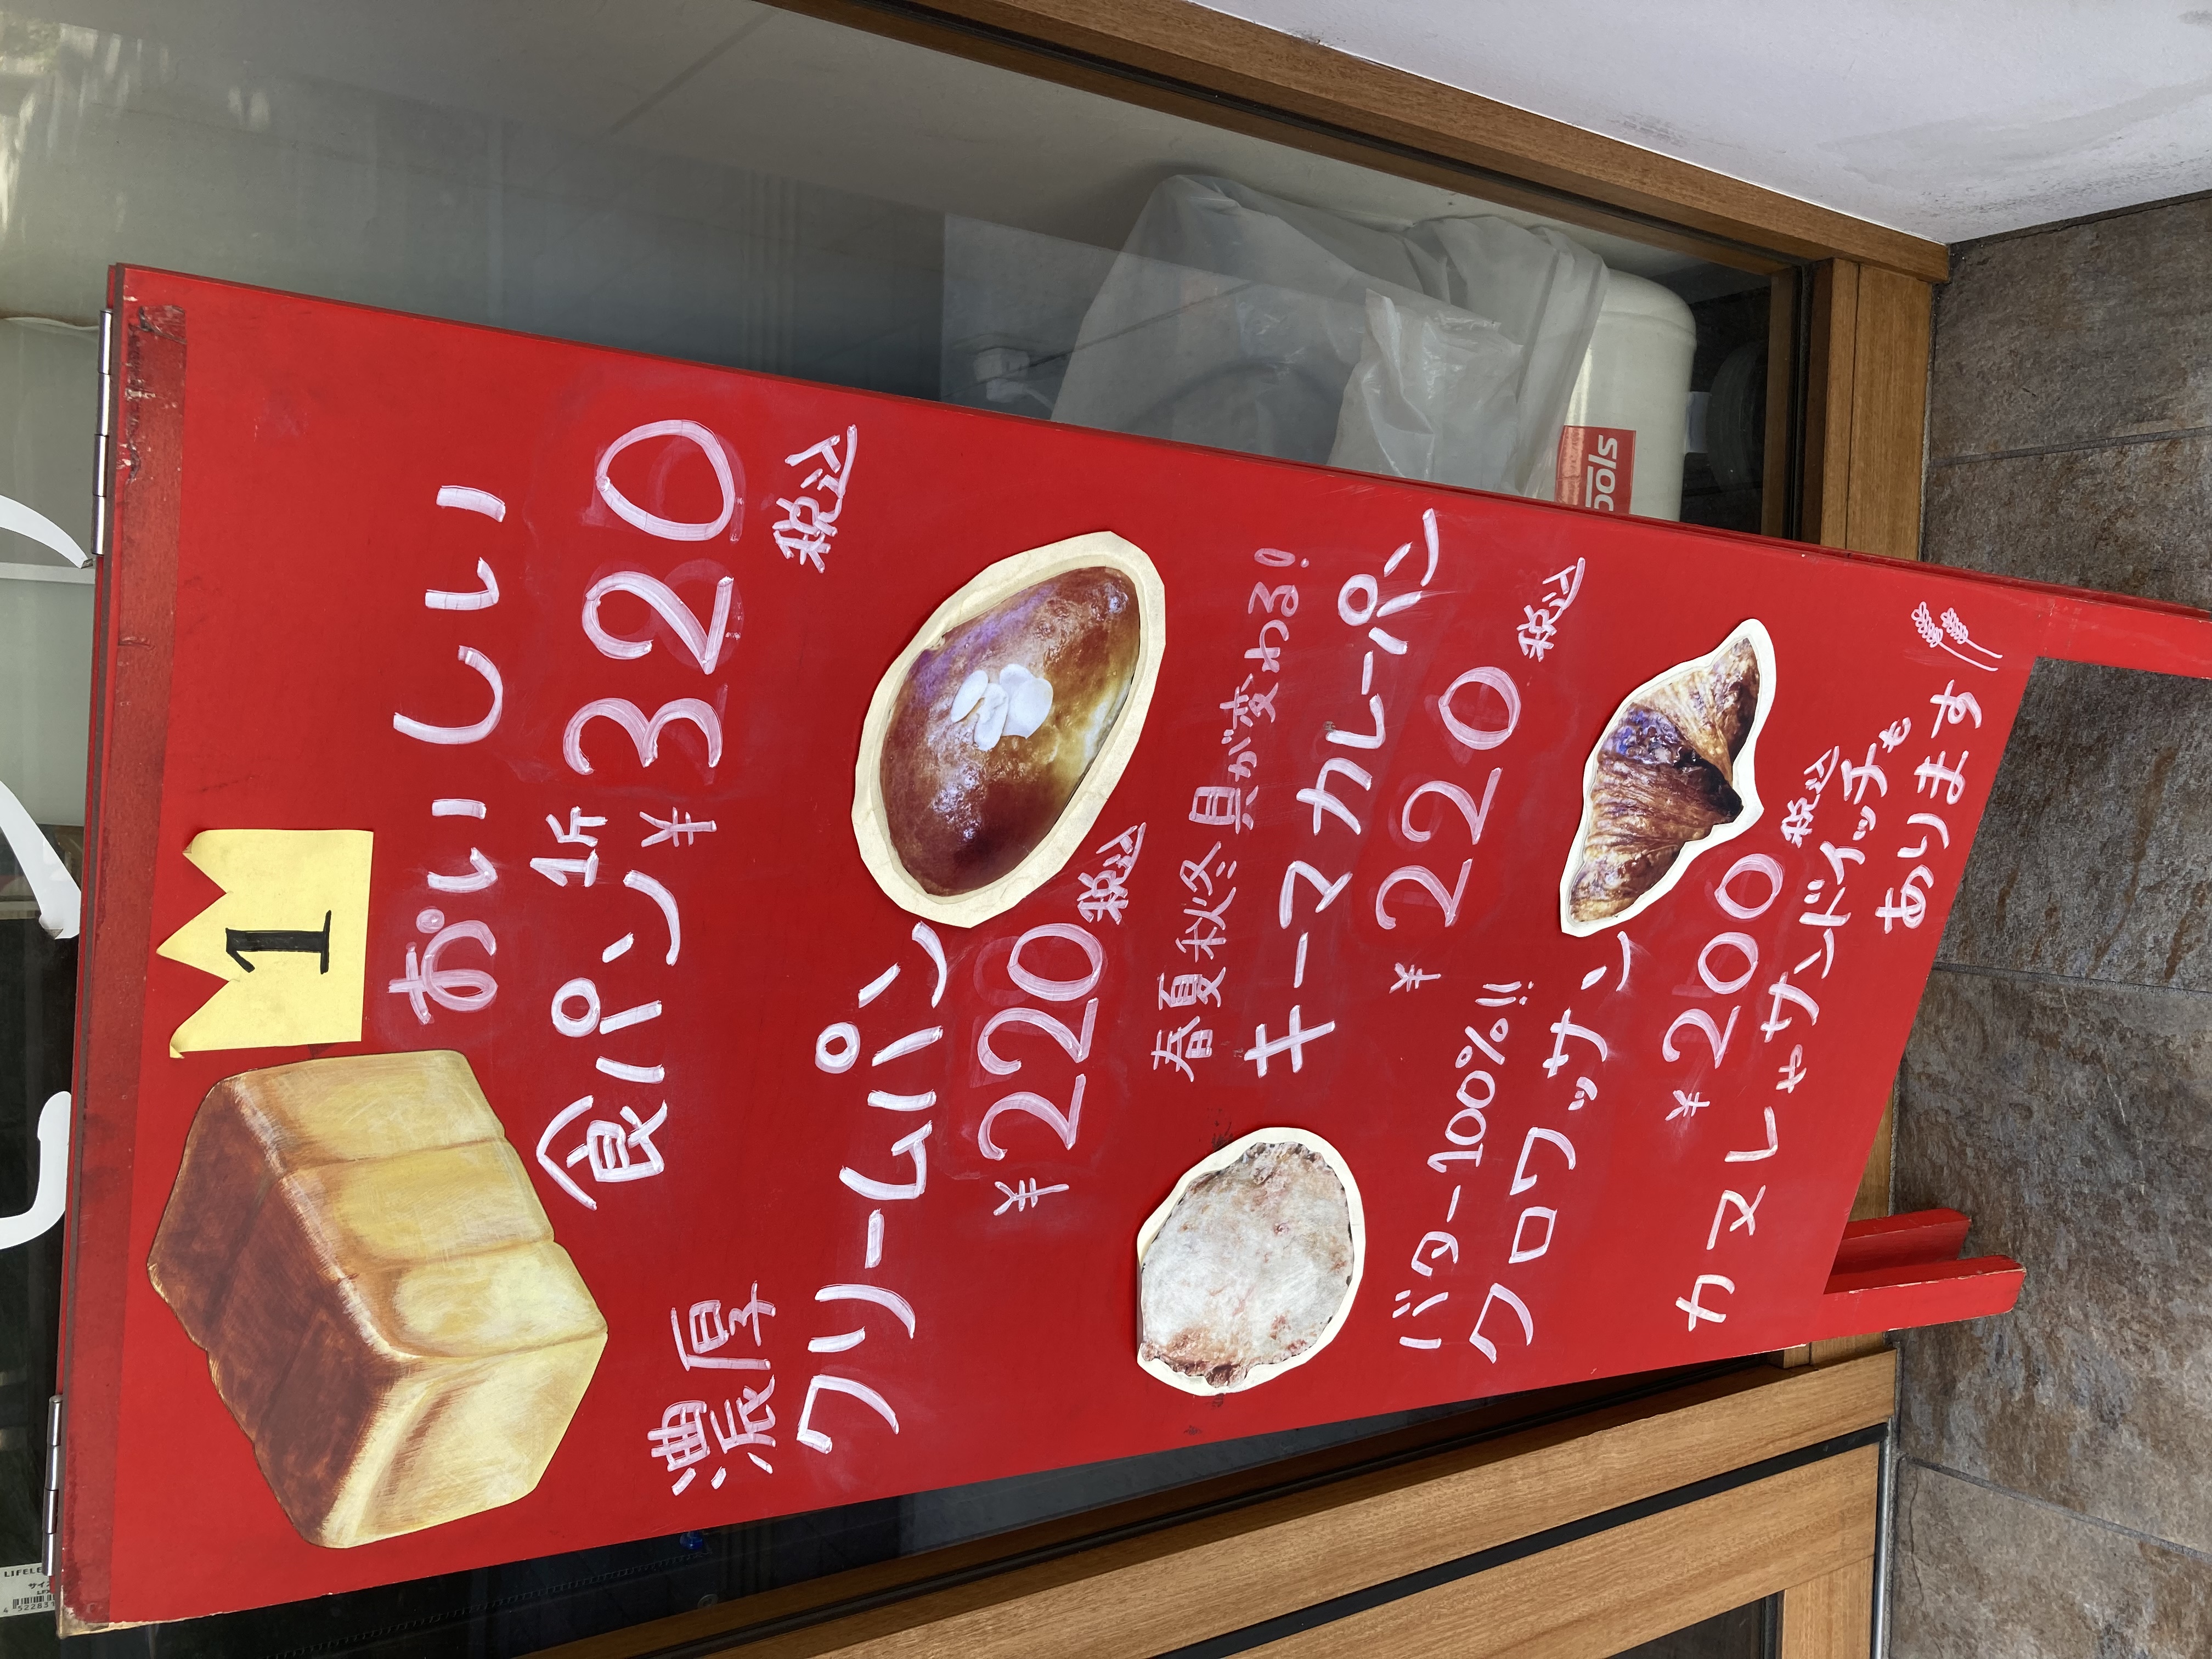 1
おいしい
食パン 1斤 ¥320
税込
濃厚
クリームパン
¥220 税込
春夏秋冬 具が変わる!
キーマカレーパン
¥220 税込
バター100%!!
クロワッサン
¥200 税込
カヌレやサンドイッチも
あります
ools